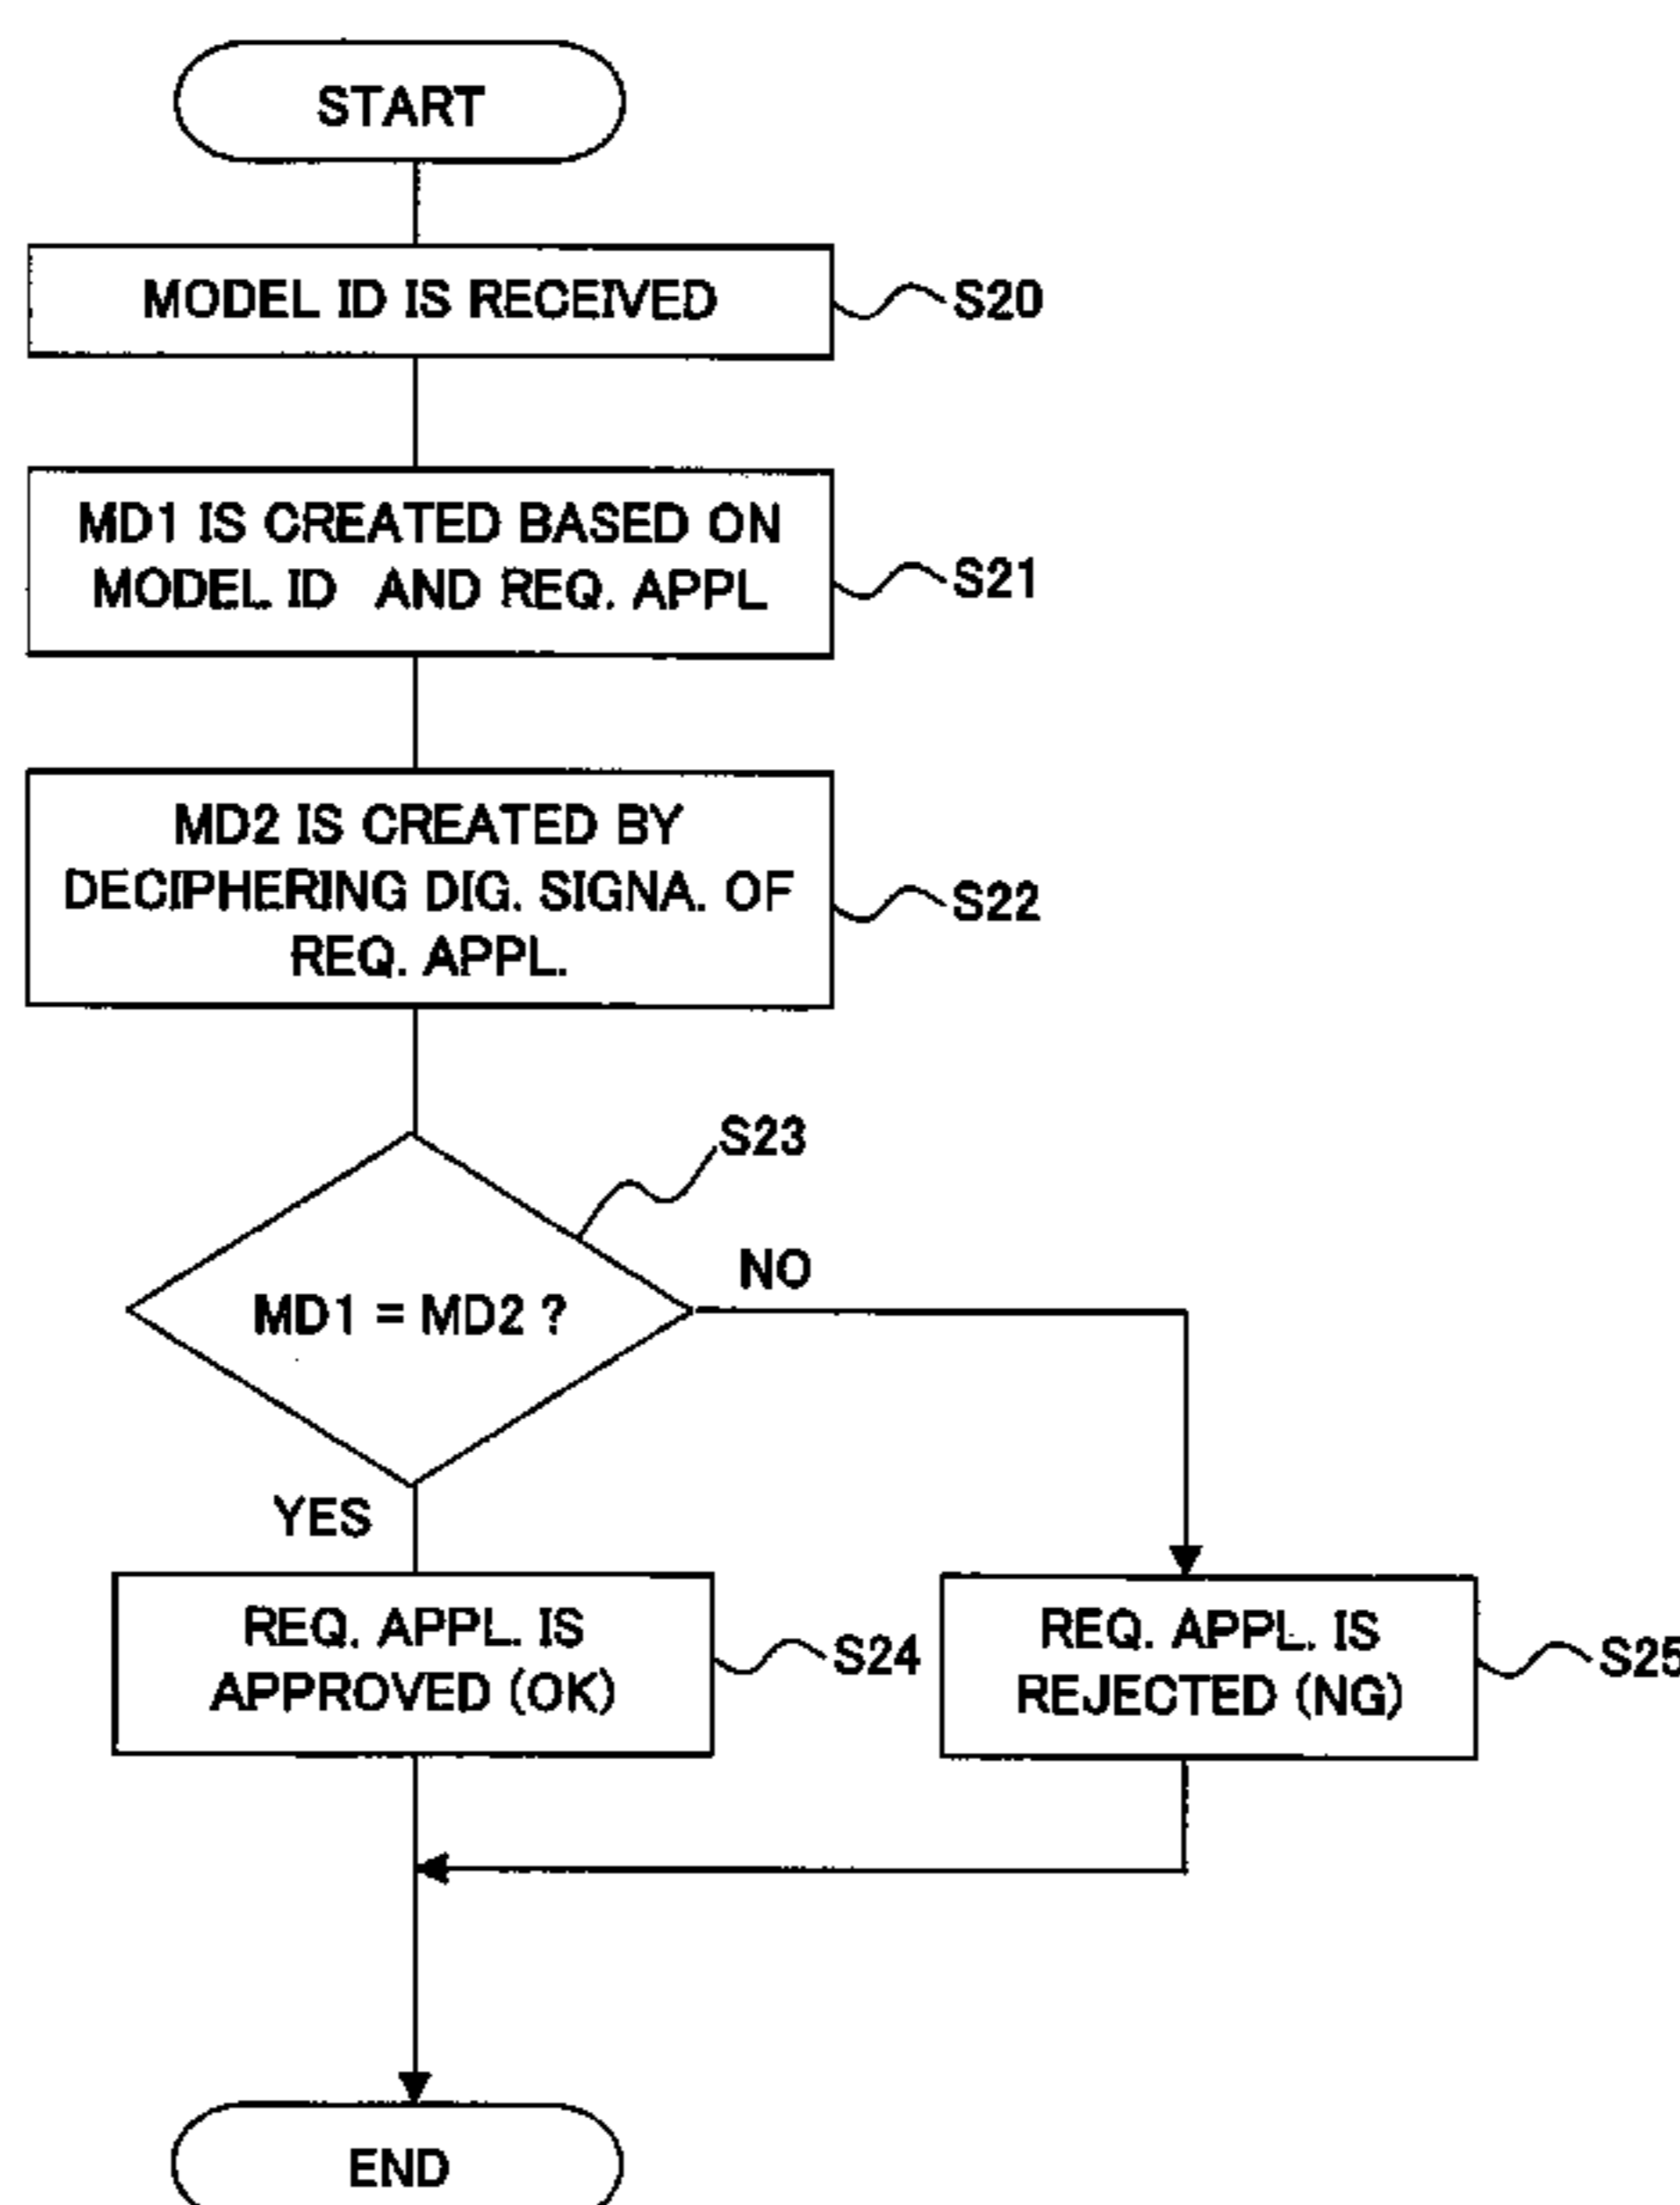 START
MODEL ID IS RECEIVED
S20
MD1 IS CREATED BASED ON
MODEL ID AND REQ. APPL
S21
MD2 IS CREATED BY
DECIPHERING DIG. SIGNA. OF
REQ. APPL.
S22
S23
MD1 = MD2 ?
NO
YES
REQ. APPL. IS
APPROVED (OK)
S24
REQ. APPL. IS
REJECTED (NG)
S25
END